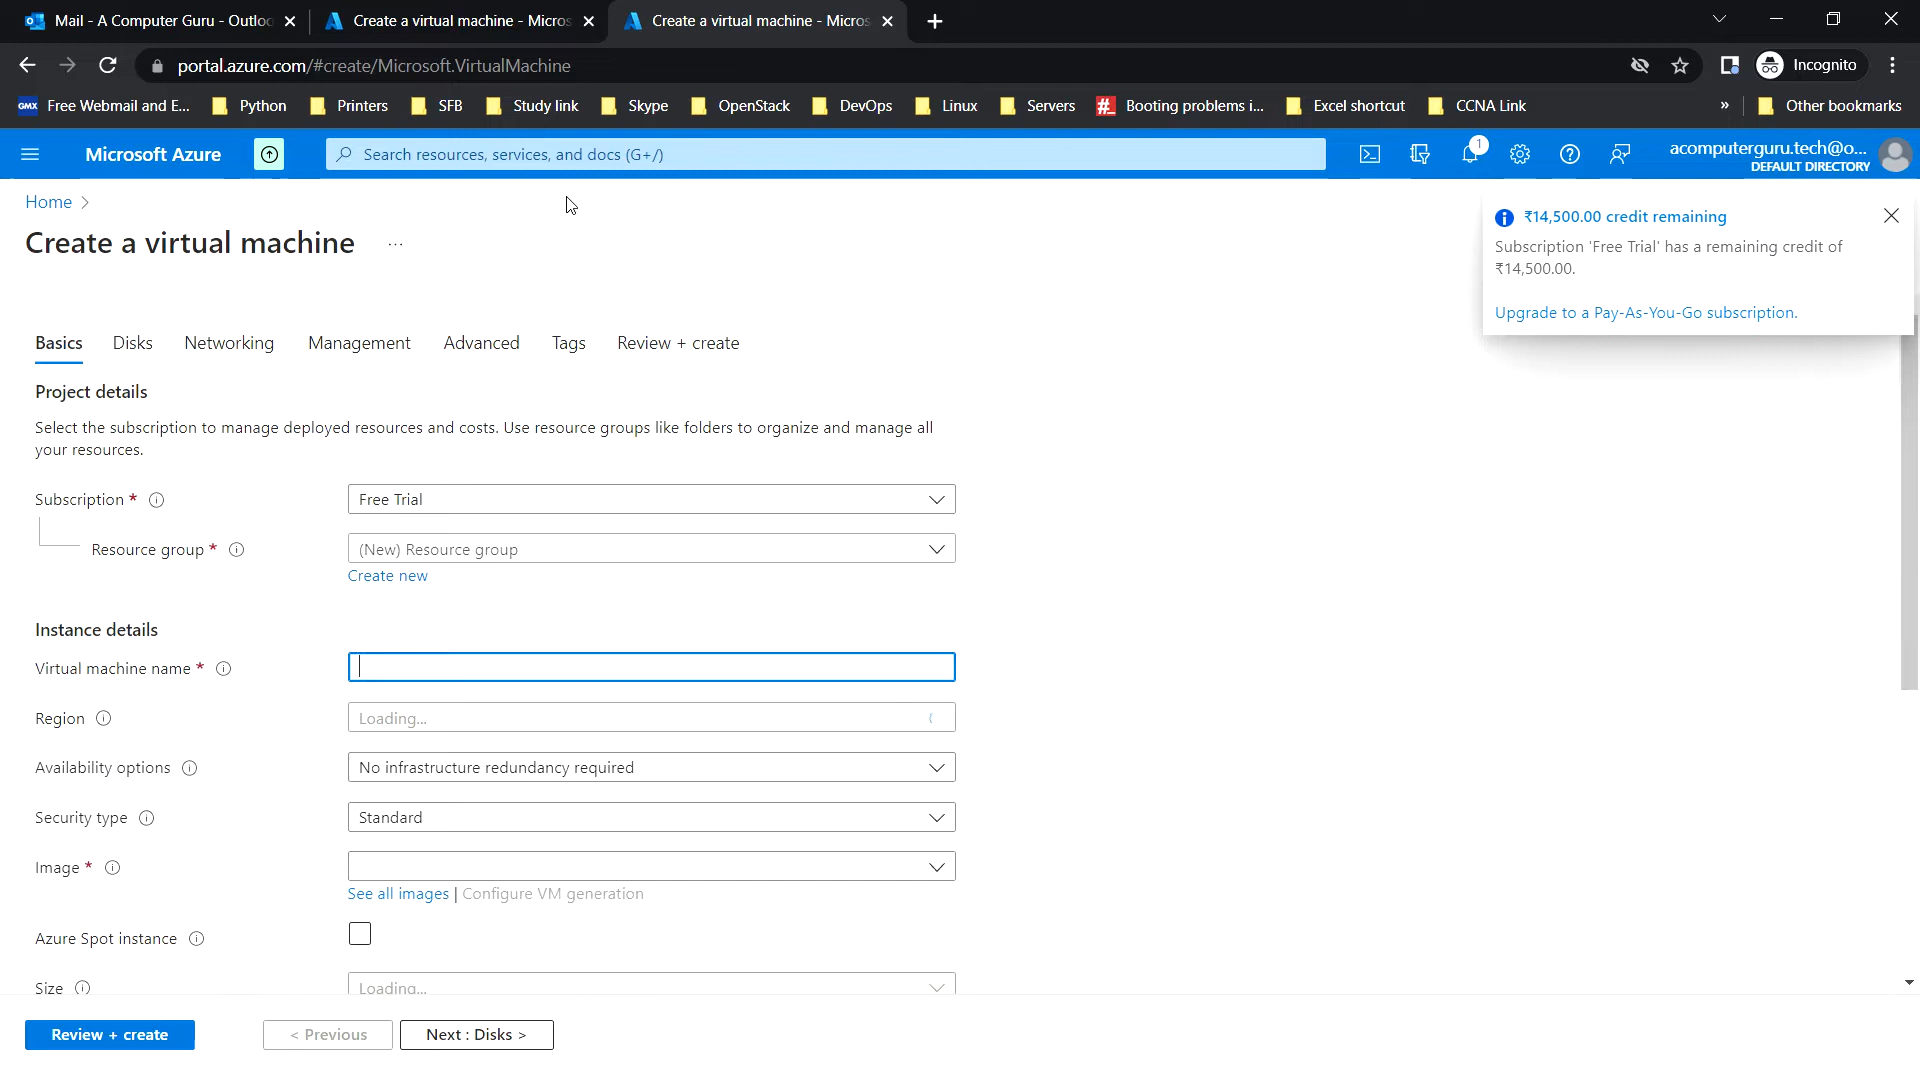 Mail - A Computer Guru - Outlo
Create a virtual machine - Micros
Create a virtual machine - Micros
portal.azure.com/#create/Microsoft.VirtualMachine
Incognito
GMX
Free Webmail and E...
Python
Printers
SFB
Study link
Skype
OpenStack
DevOps
Linux
Servers
Booting problems i...
Excel shortcut
CCNA Link
»
Other bookmarks
Microsoft Azure
Search resources, services, and docs (G+/)
1
acomputerguru.tech@o...
DEFAULT DIRECTORY
Home >
Create a virtual machine ...
₹14,500.00 credit remaining
Subscription 'Free Trial' has a remaining credit of
₹14,500.00.
Upgrade to a Pay-As-You-Go subscription.
Basics Disks Networking Management Advanced Tags Review + create
Project details
Select the subscription to manage deployed resources and costs. Use resource groups like folders to organize and manage all
your resources.
Subscription *
Free Trial
Resource group *
(New) Resource group
Create new
Instance details
Virtual machine name *
Region
Loading...
Availability options
No infrastructure redundancy required
Security type
Standard
Image *
See all images | Configure VM generation
Azure Spot instance
Size
Loading...
Review + create
< Previous
Next : Disks >